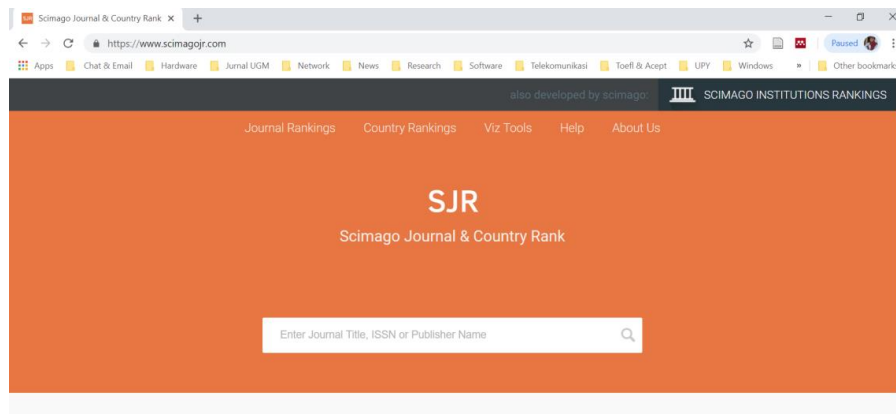 SJR Scimago Journal & Country Rank
https://www.scimagojr.com Paused
Apps Chat & Email Hardware Jurnal UGM Network News Research Software Telekomunikasi Toefl & Acept UPY Windows » Other bookmarks
also developed by scimago: SCIMAGO INSTITUTIONS RANKINGS
Journal Rankings Country Rankings Viz Tools Help About Us
SJR
Scimago Journal & Country Rank
Enter Journal Title, ISSN or Publisher Name